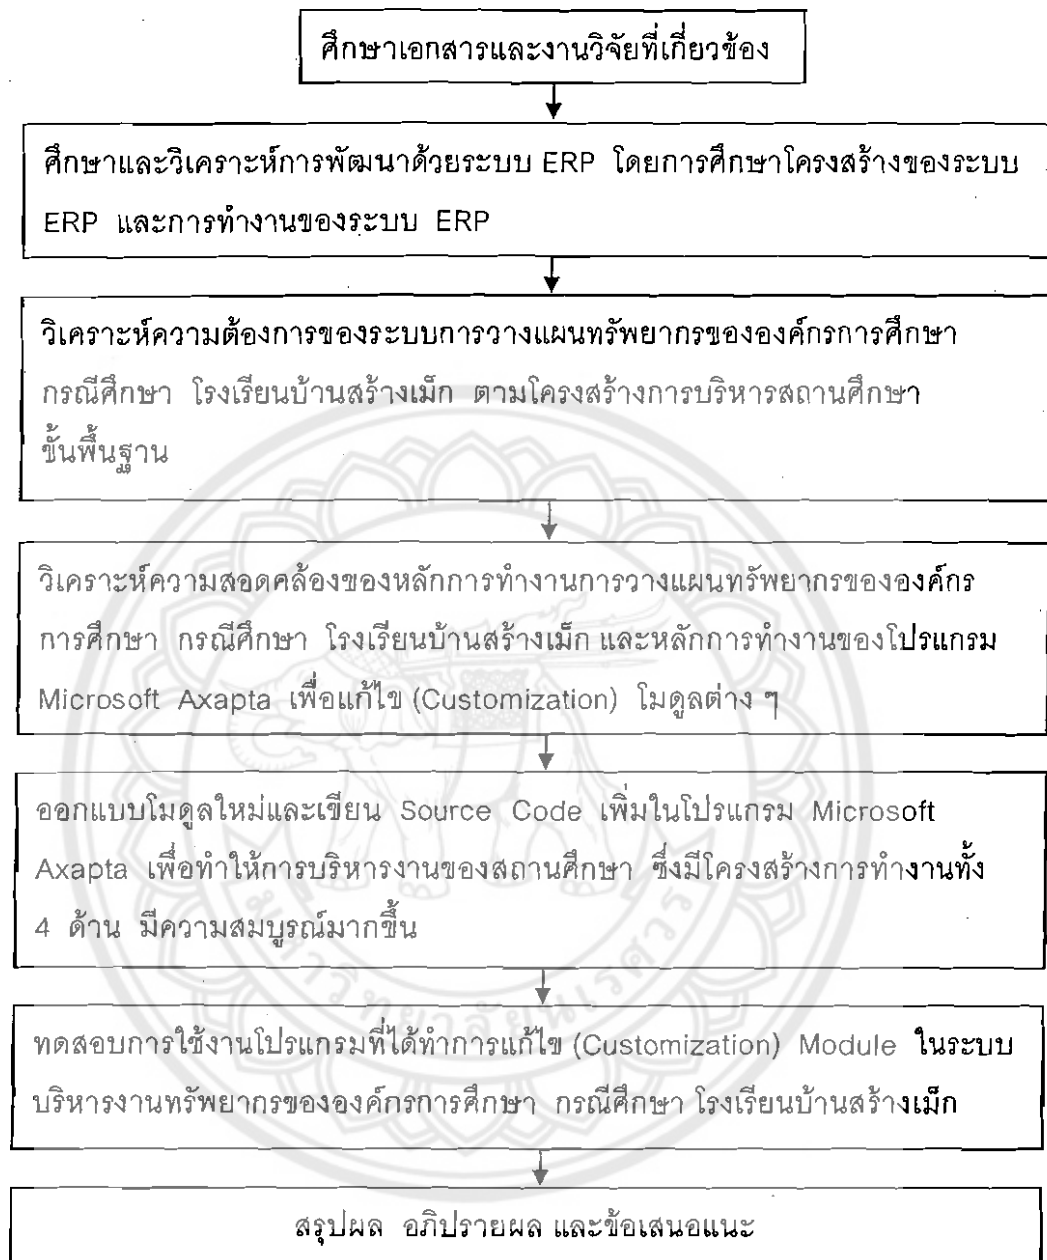 ศึกษาเอกสารและงานวิจัยที่เกี่ยวข้อง
ศึกษาและวิเคราะห์การพัฒนาด้วยระบบ ERP โดยการศึกษาโครงสร้างของระบบ
ERP และการทำงานของระบบ ERP
วิเคราะห์ความต้องการของระบบการวางแผนทรัพยากรขององค์กรการศึกษา
กรณีศึกษา โรงเรียนบ้านสร้างเม็ก ตามโครงสร้างการบริหารสถานศึกษา
ขั้นพื้นฐาน
วิเคราะห์ความสอดคล้องของหลักการทำงานการวางแผนทรัพยากรขององค์กร
การศึกษา กรณีศึกษา โรงเรียนบ้านสร้างเม็ก และหลักการทำงานของโปรแกรม
Microsoft Axapta เพื่อแก้ไข (Customization) โมดูลต่าง ๆ
ออกแบบโมดูลใหม่และเขียน Source Code เพิ่มในโปรแกรม Microsoft
Axapta เพื่อทำให้การบริหารงานของสถานศึกษา ซึ่งมีโครงสร้างการทำงานทั้ง
4 ด้าน มีความสมบูรณ์มากขึ้น
มหาวิทยาลัยนเรศวร
ทดสอบการใช้งานโปรแกรมที่ได้ทำการแก้ไข (Customization) Module ในระบบ
บริหารงานทรัพยากรขององค์กรการศึกษา กรณีศึกษา โรงเรียนบ้านสร้างเม็ก
สรุปผล อภิปรายผล และข้อเสนอแนะ